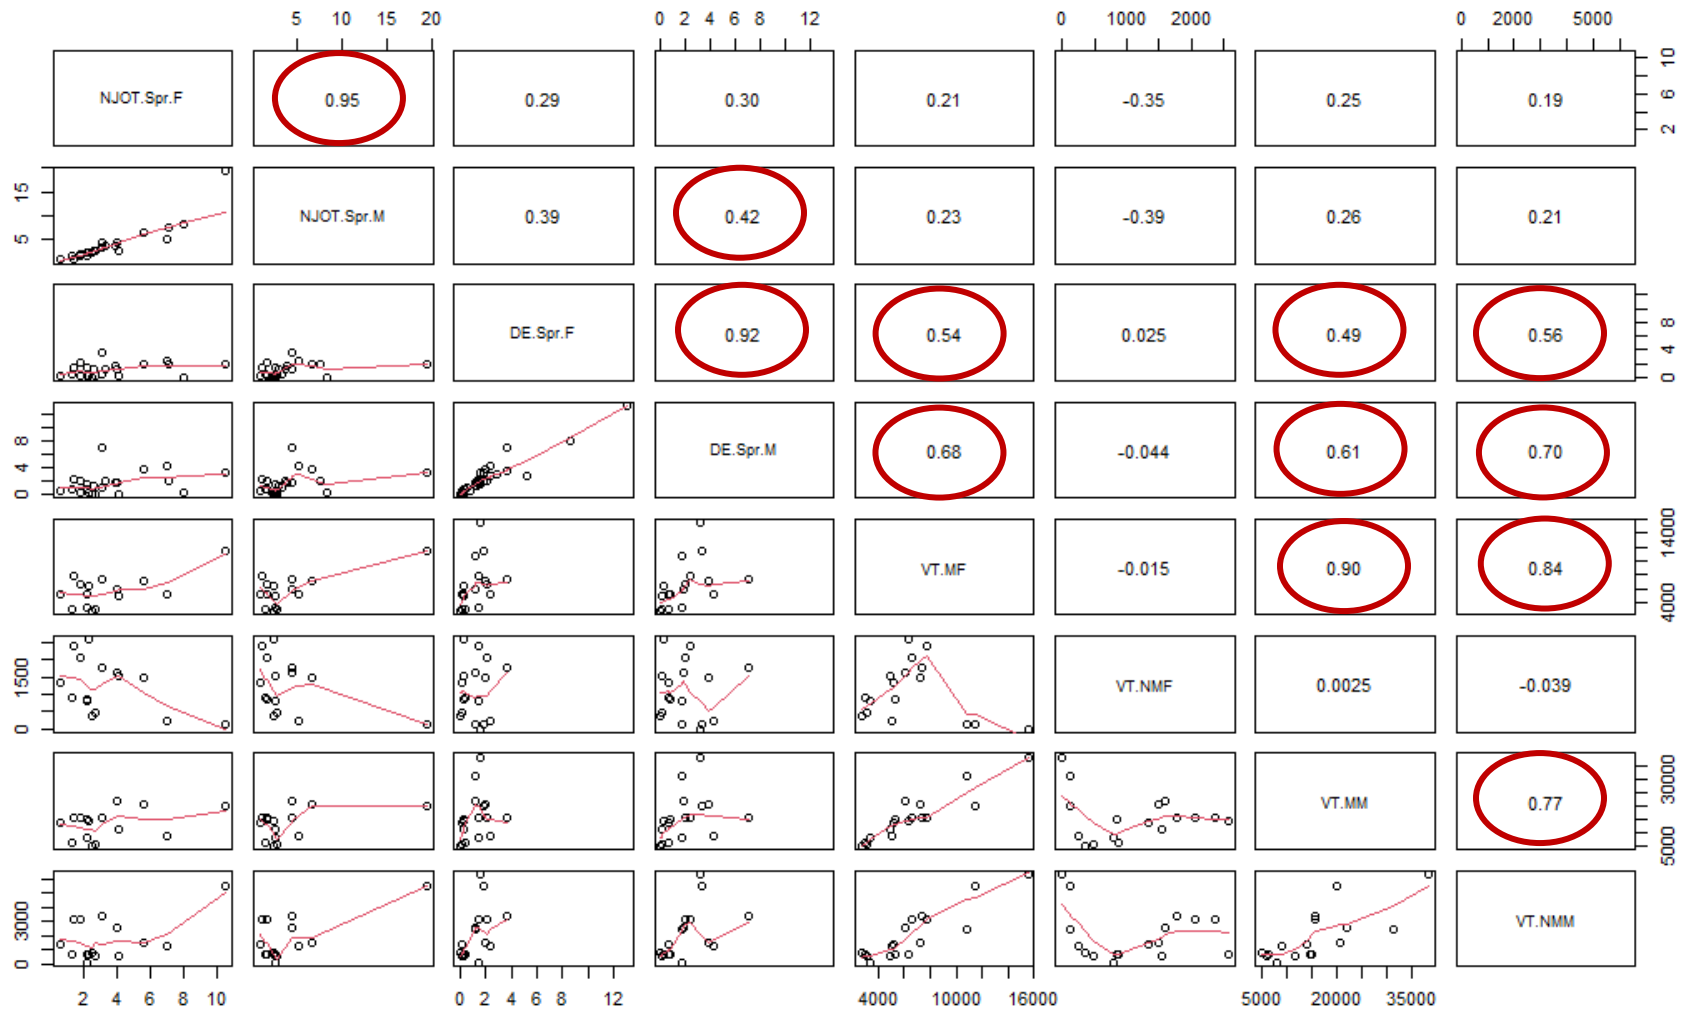 5 10 20 0 2 4 6 8 12 0 1000 2000 0 2000 5000
NJOT.Spr.F 0.95 0.29 0.30 0.21 -0.35 0.25 0.19 2 6 10
5 15 NJOT.Spr.M 0.39 0.42 0.23 -0.39 0.26 0.21
DE.Spr.F 0.92 0.54 0.025 0.49 0.56 0 4 8
0 4 8 DE.Spr.M 0.68 -0.044 0.61 0.70
VT.MF -0.015 0.90 0.84 4000 14000
0 1500 VT.NMF 0.0025 -0.039
VT.MM 0.77 5000 30000
0 3000 VT.NMM
2 4 6 8 10 0 2 4 6 8 12 4000 10000 16000 5000 20000 35000